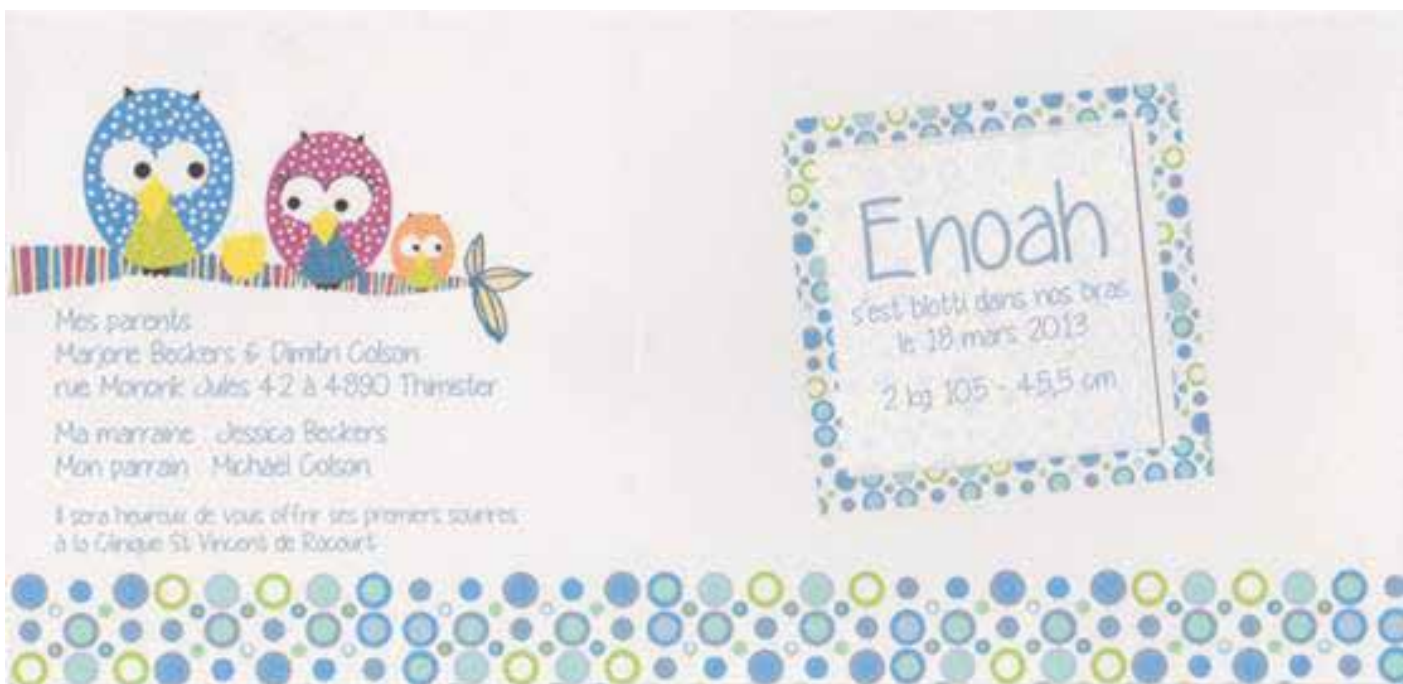 Mes parents
Marjorie Beckers & Dimitri Colson
rue Monork Jules 42 à 4890 Thimister
Ma marraine Jessica Beckers
Mon parrain Michaël Colson
Il sera heureux de vous offrir ses premiers sourires
à la Clinique St Vincent de Rocourt
Enoah
s'est blotti dans nos bras
le 18 mars 2013
2 kg 105 - 45,5 cm